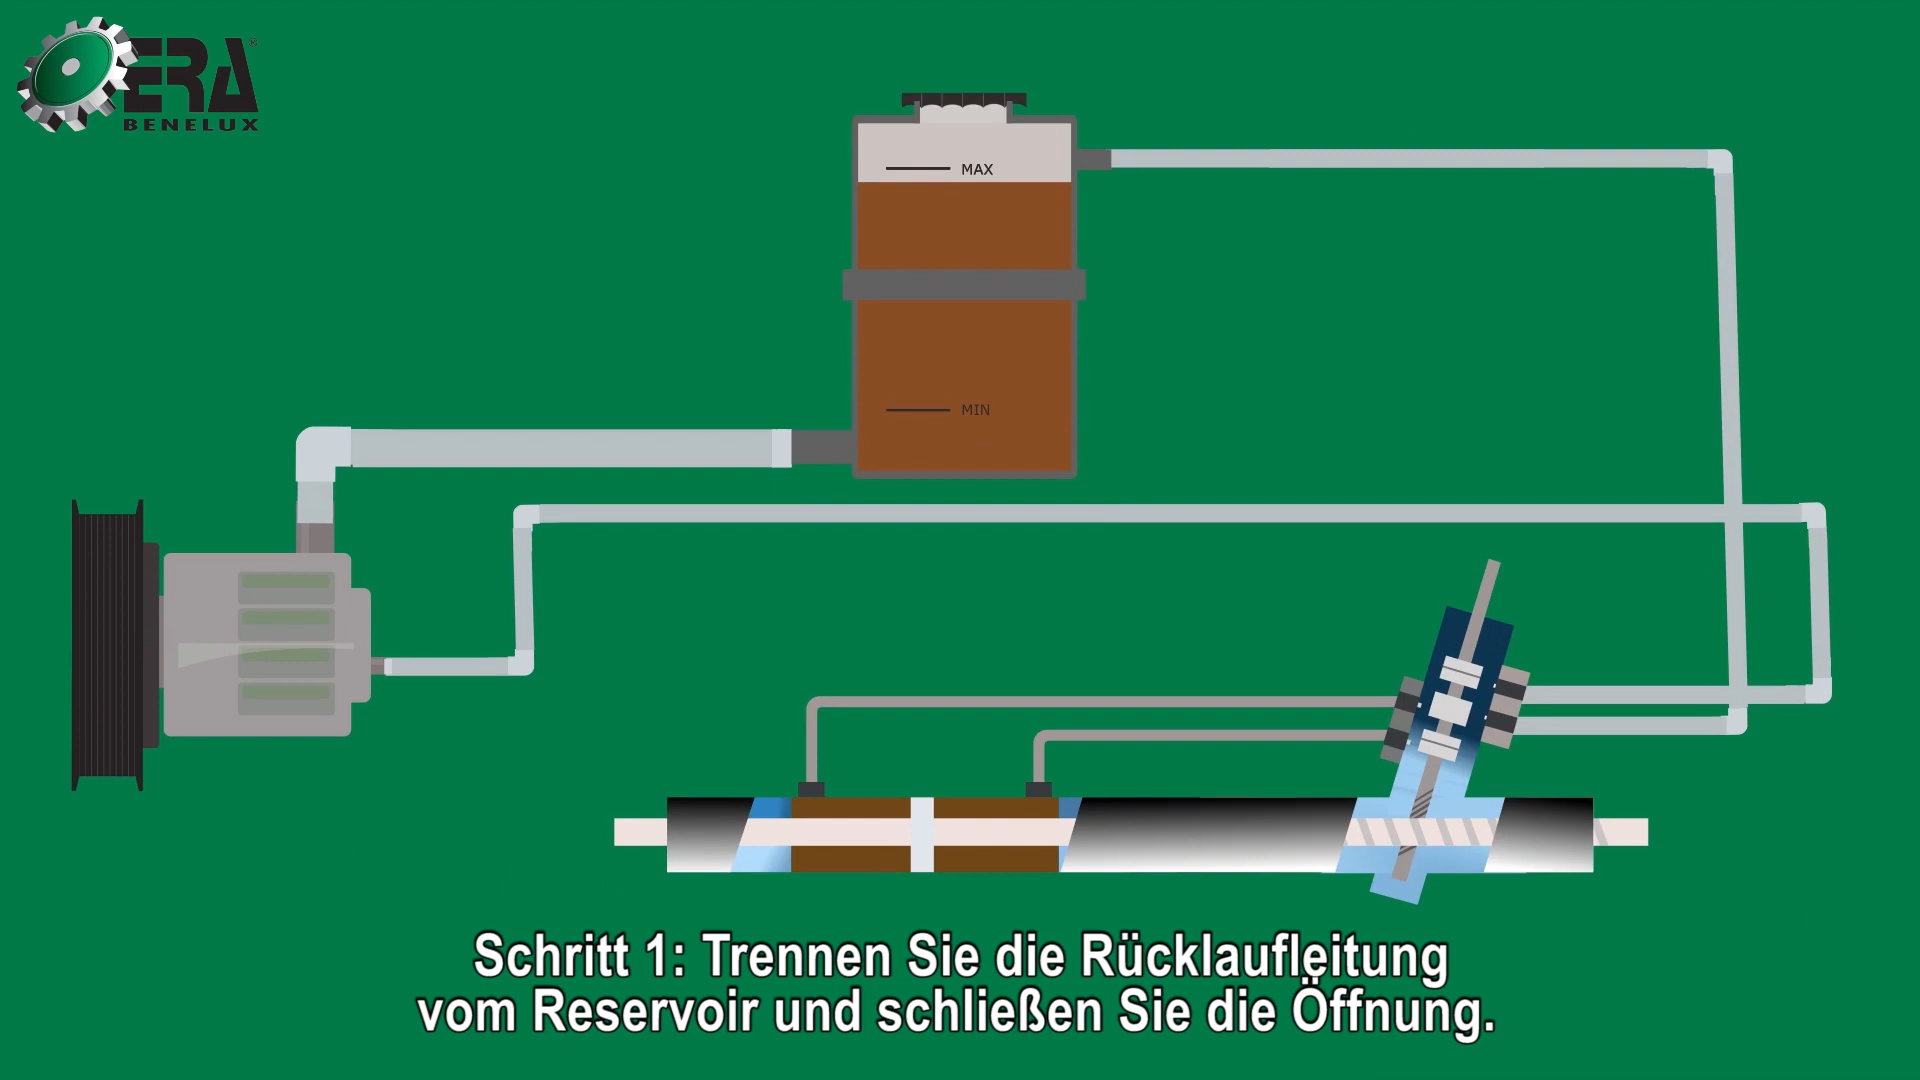 ERA®
BENELUX
MAX
MIN
Schritt 1: Trennen Sie die Rücklaufleitung
vom Reservoir und schließen Sie die Öffnung.